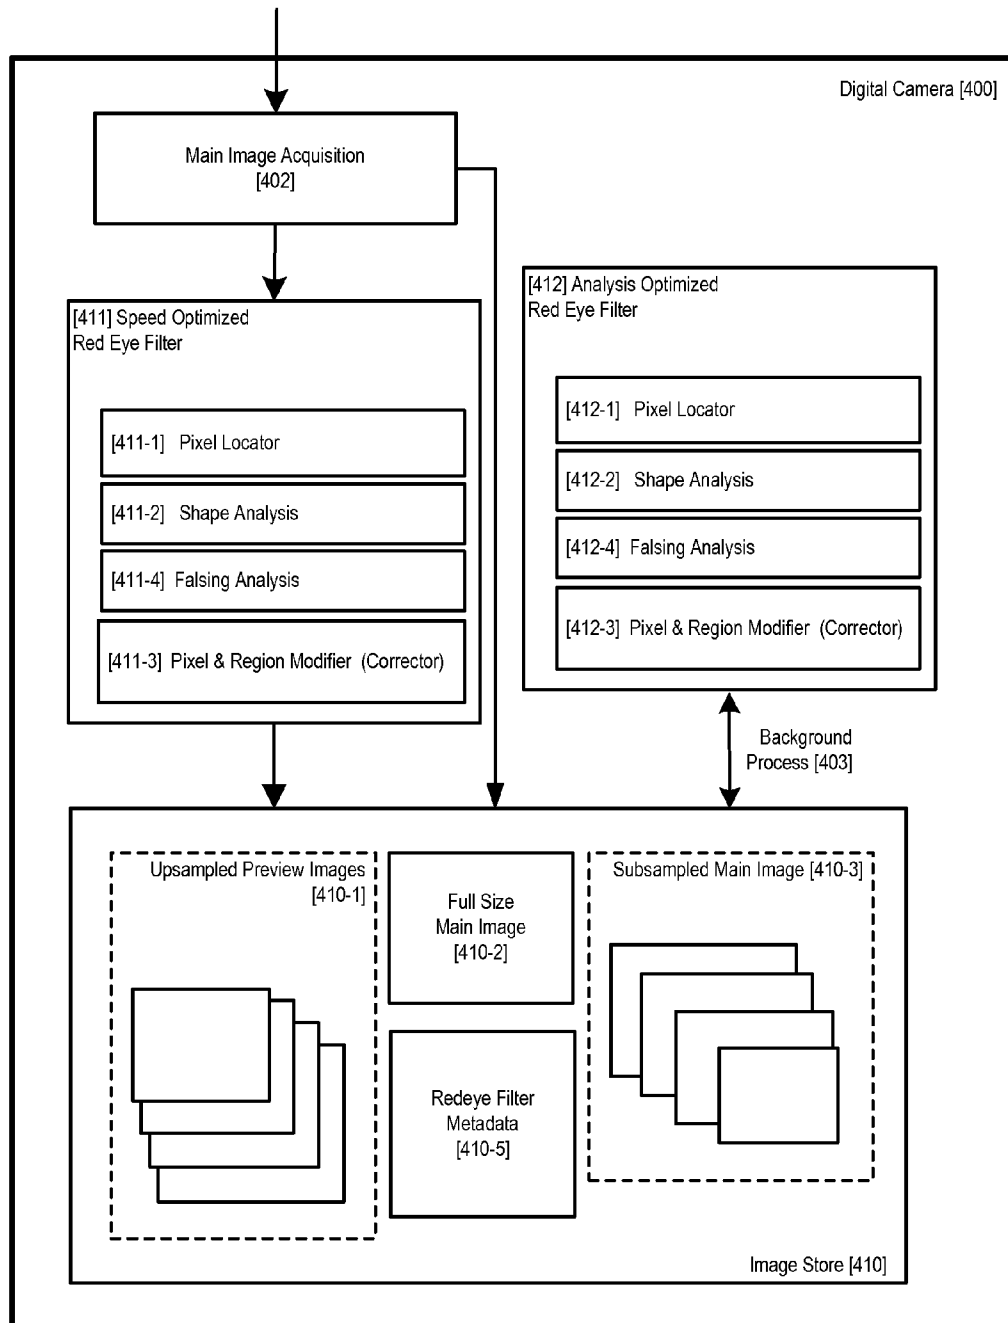 Digital Camera [400]
Main Image Acquisition
[402]
[411] Speed Optimized
Red Eye Filter
[411-1] Pixel Locator
[411-2] Shape Analysis
[411-4] Falsing Analysis
[411-3] Pixel & Region Modifier (Corrector)
[412] Analysis Optimized
Red Eye Filter
[412-1] Pixel Locator
[412-2] Shape Analysis
[412-4] Falsing Analysis
[412-3] Pixel & Region Modifier (Corrector)
Background
Process [403]
Upsampled Preview Images
[410-1]
Full Size
Main Image
[410-2]
Subsampled Main Image [410-3]
Redeye Filter
Metadata
[410-5]
Image Store [410]